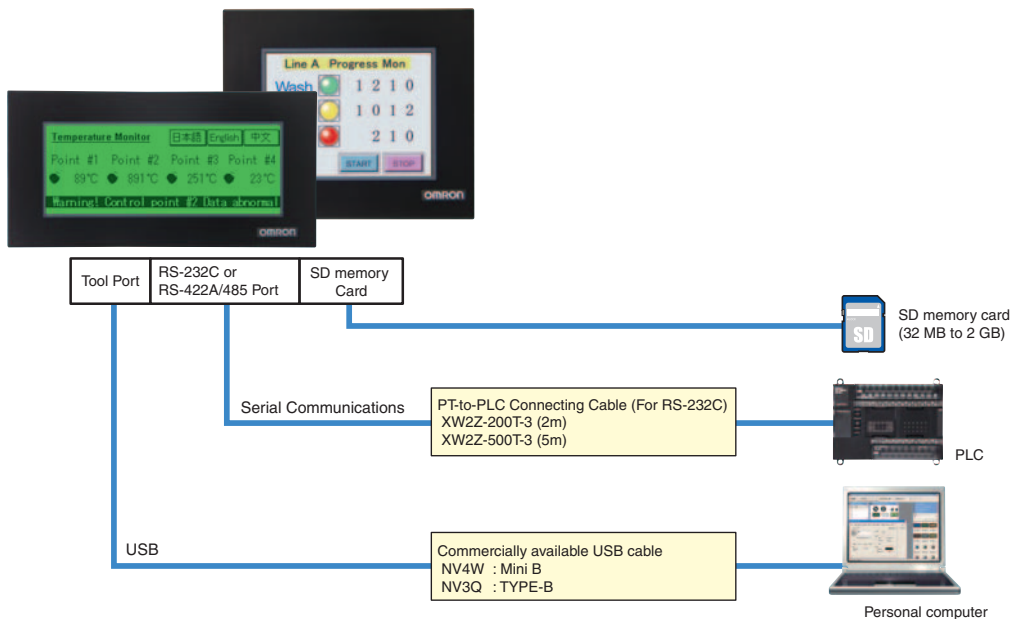 Line A Progress Mon
Wash 1 2 1 0
1 0 1 2
2 1 0
START STOP
OMRON
Temperature Monitor 日本語 English 中文
Point #1 Point #2 Point #3 Point #4
89℃ 891℃ 251℃ 23℃
Warning! Control point #2 Data abnormal
OMRON
Tool Port
RS-232C or
RS-422A/485 Port
SD memory
Card
SD
SD memory card
(32 MB to 2 GB)
Serial Communications
PT-to-PLC Connecting Cable (For RS-232C)
XW2Z-200T-3 (2m)
XW2Z-500T-3 (5m)
PLC
USB
Commercially available USB cable
NV4W : Mini B
NV3Q : TYPE-B
Personal computer